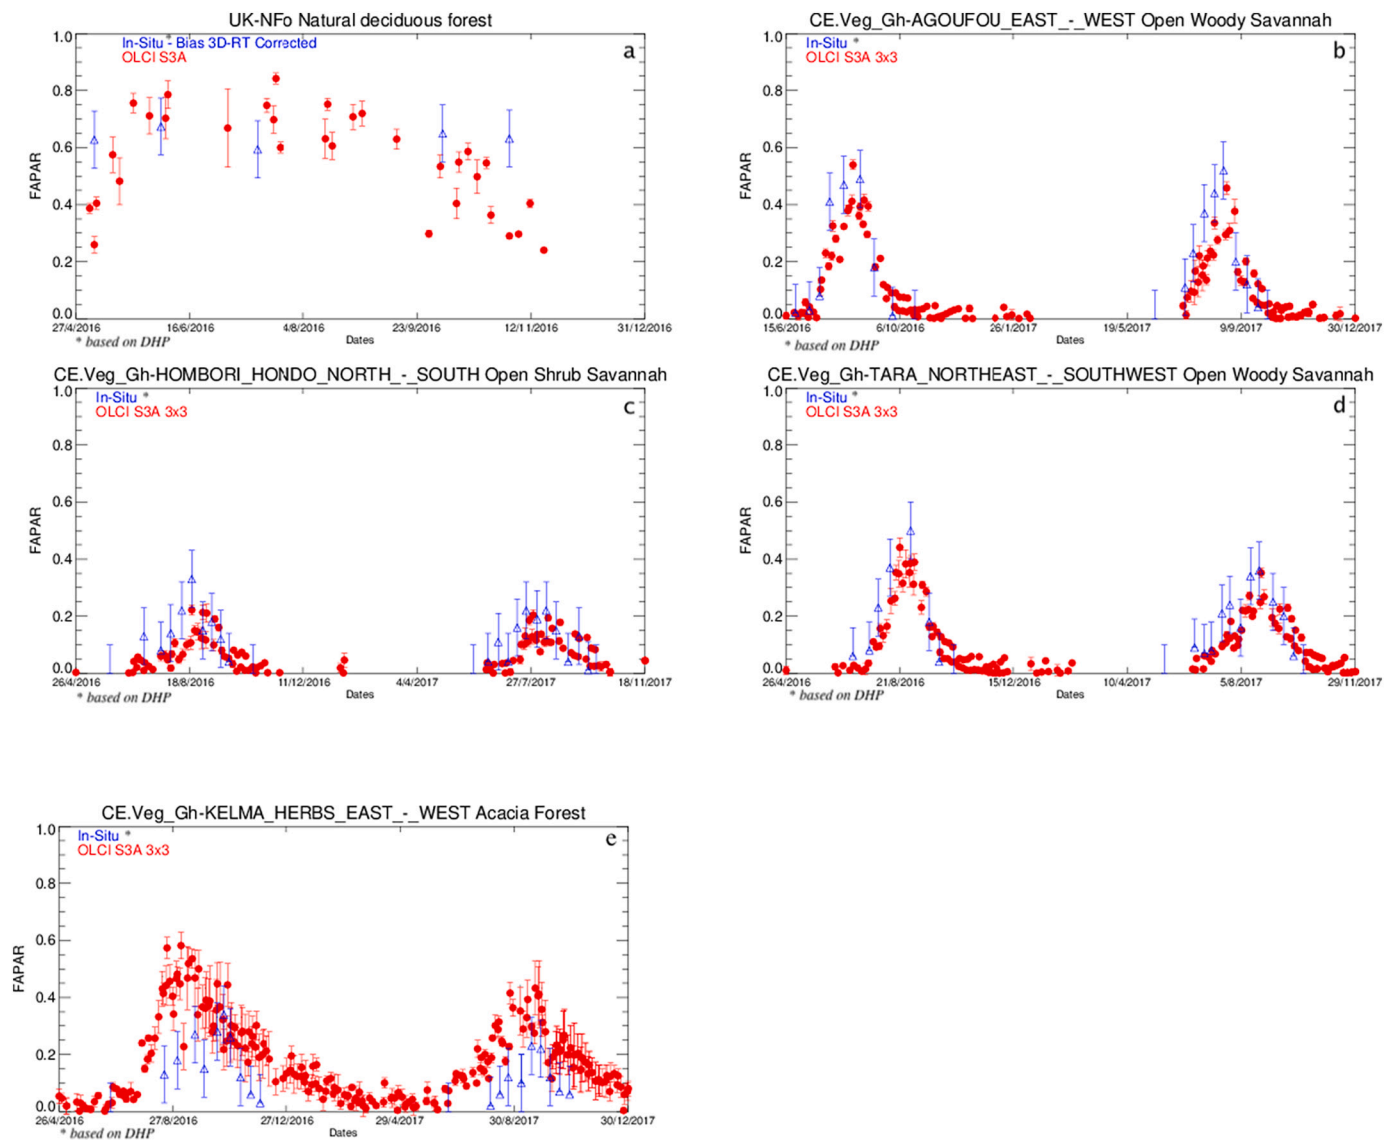 UK-NFo Natural deciduous forest
In-Situ * - Bias 3D-RT Corrected
OLCI S3A
a
FAPAR
1.0
0.8
0.6
0.4
0.2
0.0
27/4/2016 16/6/2016 4/8/2016 23/9/2016 12/1/2016 31/12/2016
* based on DHP
Dates
CE.Veg_Gh-AGOUFOU_EAST_-_WEST Open Woody Savannah
In-Situ *
OLCI S3A 3x3
b
FAPAR
1.0
0.8
0.6
0.4
0.2
0.0
15/6/2016 6/10/2016 26/1/2017 19/5/2017 9/9/2017 30/12/2017
* based on DHP
Dates
CE.Veg_Gh-HOMBORI_HONDO_NORTH_-_SOUTH Open Shrub Savannah
In-Situ *
OLCI S3A 3x3
c
FAPAR
1.0
0.8
0.6
0.4
0.2
0.0
26/4/2016 18/8/2016 11/12/2016 4/4/2017 27/7/2017 18/11/2017
* based on DHP
Dates
CE.Veg_Gh-TARA_NORTHEAST_-_SOUTHWEST Open Woody Savannah
In-Situ *
OLCI S3A 3x3
d
FAPAR
1.0
0.8
0.6
0.4
0.2
0.0
26/4/2016 21/8/2016 15/12/2016 10/4/2017 5/8/2017 29/11/2017
* based on DHP
Dates
CE.Veg_Gh-KELMA_HERBS_EAST_-_WEST Acacia Forest
In-Situ *
OLCI S3A 3x3
e
FAPAR
1.0
0.8
0.6
0.4
0.2
0.0
26/4/2016 27/8/2016 27/12/2016 29/4/2017 30/8/2017 30/12/2017
* based on DHP
Dates